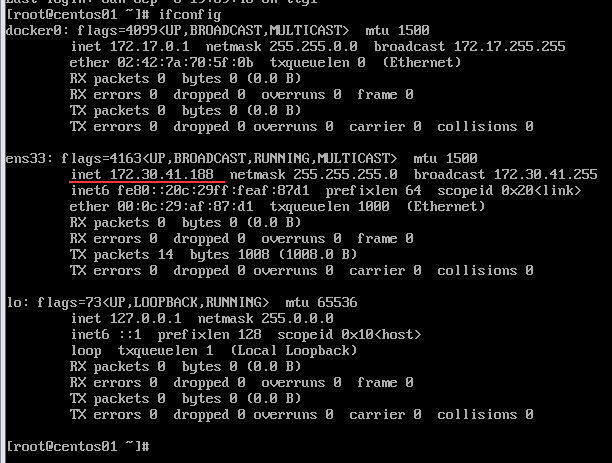 [root@centos01 ~]# ifconfig
docker0: flags=4099<UP,BROADCAST,MULTICAST>  mtu 1500
        inet 172.17.0.1  netmask 255.255.0.0  broadcast 172.17.255.255
        ether 02:42:7a:70:5f:0b  txqueuelen 0  (Ethernet)
        RX packets 0  bytes 0 (0.0 B)
        RX errors 0  dropped 0  overruns 0  frame 0
        TX packets 0  bytes 0 (0.0 B)
        TX errors 0  dropped 0 overruns 0  carrier 0  collisions 0
ens33: flags=4163<UP,BROADCAST,RUNNING,MULTICAST>  mtu 1500
        inet 172.30.41.188  netmask 255.255.255.0  broadcast 172.30.41.255
        inet6 fe80::20c:29ff:feaf:87d1  prefixlen 64  scopeid 0x20<link>
        ether 00:0c:29:af:87:d1  txqueuelen 1000  (Ethernet)
        RX packets 0  bytes 0 (0.0 B)
        RX errors 0  dropped 0  overruns 0  frame 0
        TX packets 14  bytes 1008 (1008.0 B)
        TX errors 0  dropped 0 overruns 0  carrier 0  collisions 0
lo: flags=73<UP,LOOPBACK,RUNNING>  mtu 65536
        inet 127.0.0.1  netmask 255.0.0.0
        inet6 ::1  prefixlen 128  scopeid 0x10<host>
        loop  txqueuelen 1  (Local Loopback)
        RX packets 0  bytes 0 (0.0 B)
        RX errors 0  dropped 0  overruns 0  frame 0
        TX packets 0  bytes 0 (0.0 B)
        TX errors 0  dropped 0 overruns 0  carrier 0  collisions 0
[root@centos01 ~]#